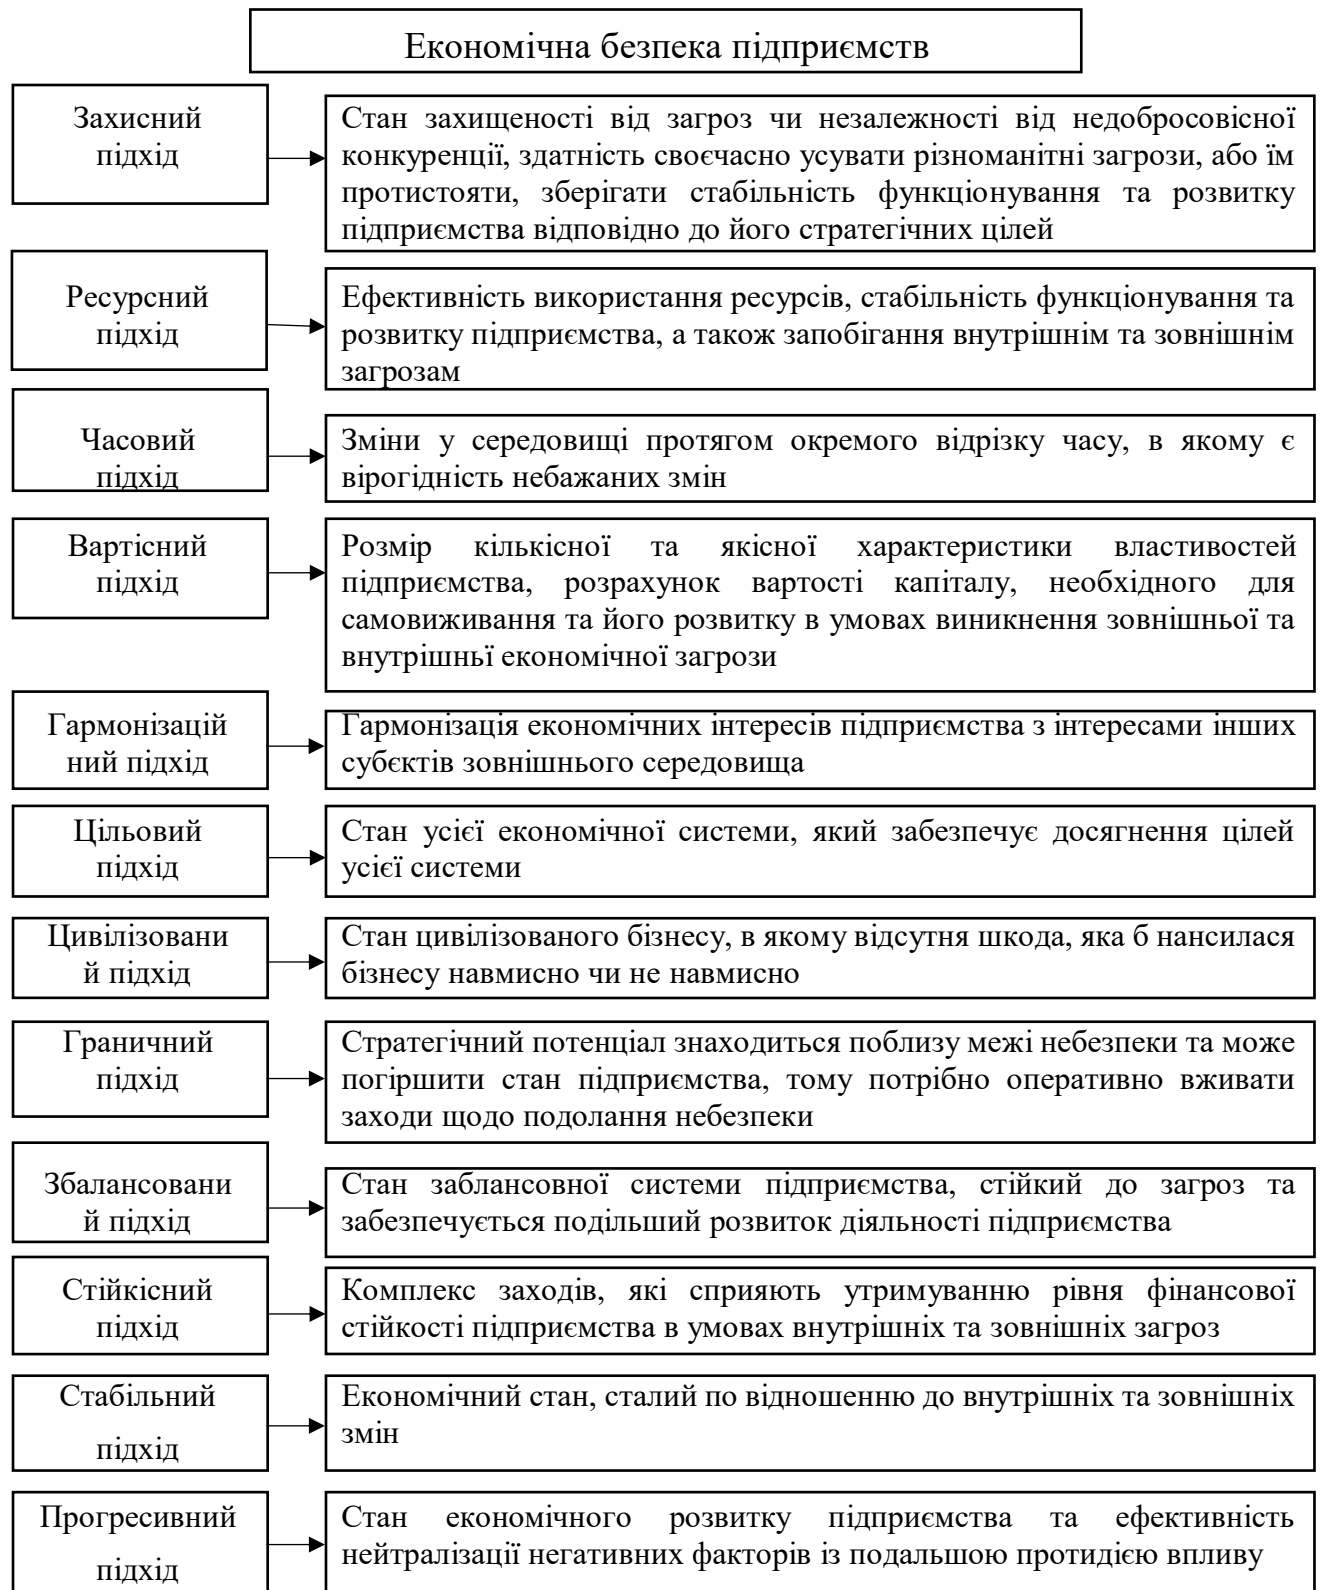 Економічна безпека підприємств
Захисний
підхід
Стан захищеності від загроз чи незалежності від недобросовісної
конкуренції, здатність своєчасно усувати різноманітні загрози, або їм
протистояти, зберігати стабільність функціонування та розвитку
підприємства відповідно до його стратегічних цілей
Ресурсний
підхід
Ефективність використання ресурсів, стабільність функціонування та
розвитку підприємства, а також запобігання внутрішнім та зовнішнім
загрозам
Часовий
підхід
Зміни у середовищі протягом окремого відрізку часу, в якому є
вірогідність небажаних змін
Вартісний
підхід
Розмір кількісної та якісної характеристики властивостей
підприємства, розрахунок вартості капіталу, необхідного для
самовиживання та його розвитку в умовах виникнення зовнішньої та
внутрішньї економічної загрози
Гармонізацій
ний підхід
Гармонізація економічних інтересів підприємства з інтересами інших
субєктів зовнішнього середовища
Цільовий
підхід
Стан усієї економічної системи, який забезпечує досягнення цілей
усієї системи
Цивілізовани
й підхід
Стан цивілізованого бізнесу, в якому відсутня шкода, яка б нансилася
бізнесу навмисно чи не навмисно
Граничний
підхід
Стратегічний потенціал знаходиться поблизу межі небезпеки та може
погіршити стан підприємства, тому потрібно оперативно вживати
заходи щодо подолання небезпеки
Збалансовани
й підхід
Стан заблансовної системи підприємства, стійкий до загроз та
забезпечується подільший розвиток діяльності підприємства
Стійкісний
підхід
Комплекс заходів, які сприяють утримуванню рівня фінансової
стійкості підприємства в умовах внутрішніх та зовнішніх загроз
Стабільний
підхід
Економічний стан, сталий по відношенню до внутрішніх та зовнішніх
змін
Прогресивний
підхід
Стан економічного розвитку підприємства та ефективність
нейтралізації негативних факторів із подальшою протидією впливу